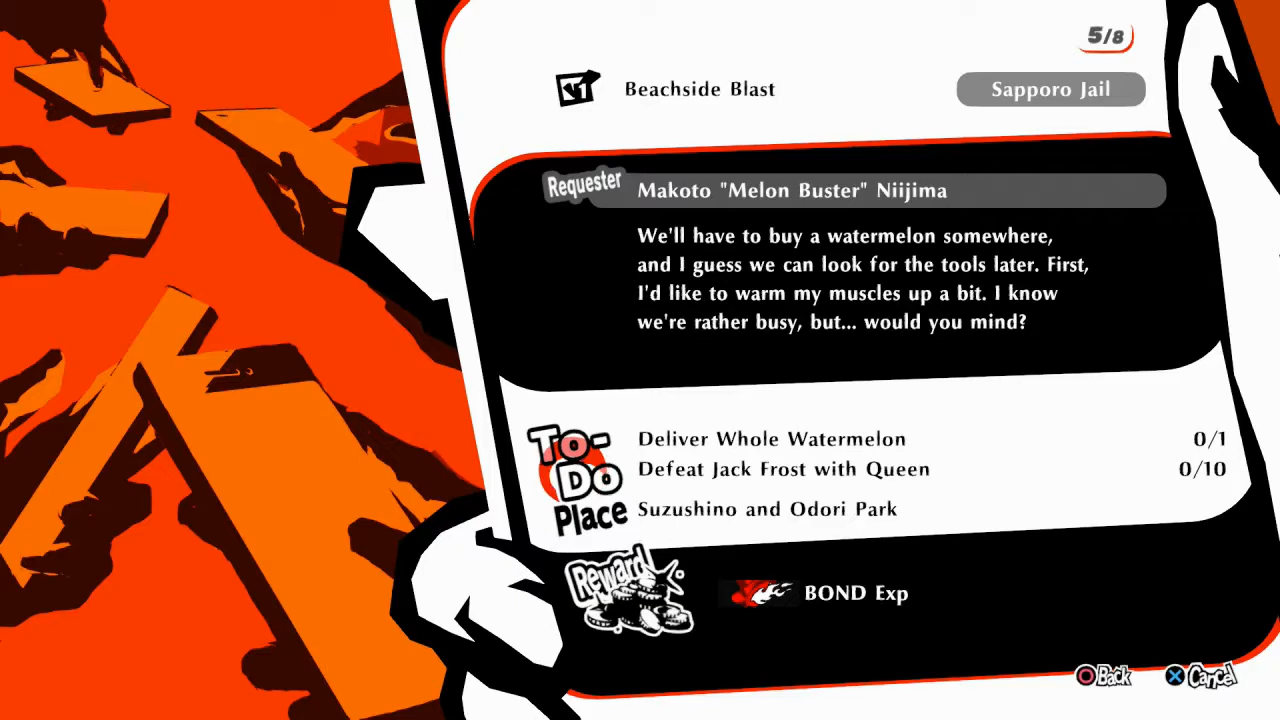 5/8
Beachside Blast
Sapporo Jail
Requester
Makoto "Melon Buster" Niijima
We'll have to buy a watermelon somewhere,
and I guess we can look for the tools later. First,
I'd like to warm my muscles up a bit. I know
we're rather busy, but... would you mind?
To-Do
Deliver Whole Watermelon 0/1
Defeat Jack Frost with Queen 0/10
Place
Suzushino and Odori Park
Reward
BOND Exp
Back
Cancel